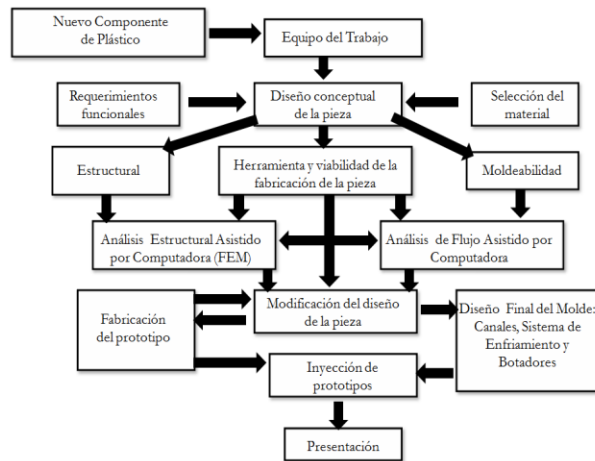 Nuevo Componente
de Plástico
Equipo del Trabajo
Requerimientos
funcionales
Diseño conceptual
de la pieza
Selección del
material
Estructural
Herramienta y viabilidad de la
fabricación de la pieza
Moldeabilidad
Análisis Estructural Asistido
por Computadora (FEM)
Análisis de Flujo Asistido por
Computadora
Fabricación
del prototipo
Modificación del diseño
de la pieza
Diseño Final del Molde:
Canales, Sistema de
Enfriamiento y
Botadores
Inyección de
prototipos
Presentación